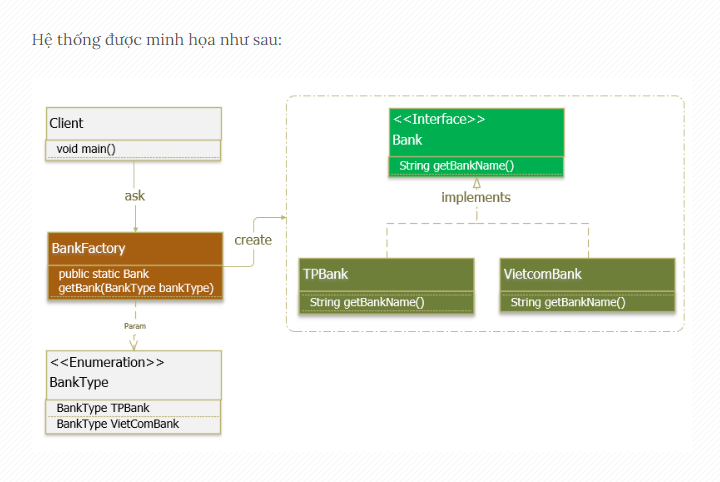 Hệ thống được minh họa như sau:
Client
void main()
ask
BankFactory
public static Bank
getBank(BankType bankType)
create
Param
<<Enumeration>>
BankType
BankType TPBank
BankType VietComBank
<<Interface>>
Bank
String getBankName()
implements
TPBank
String getBankName()
VietcomBank
String getBankName()